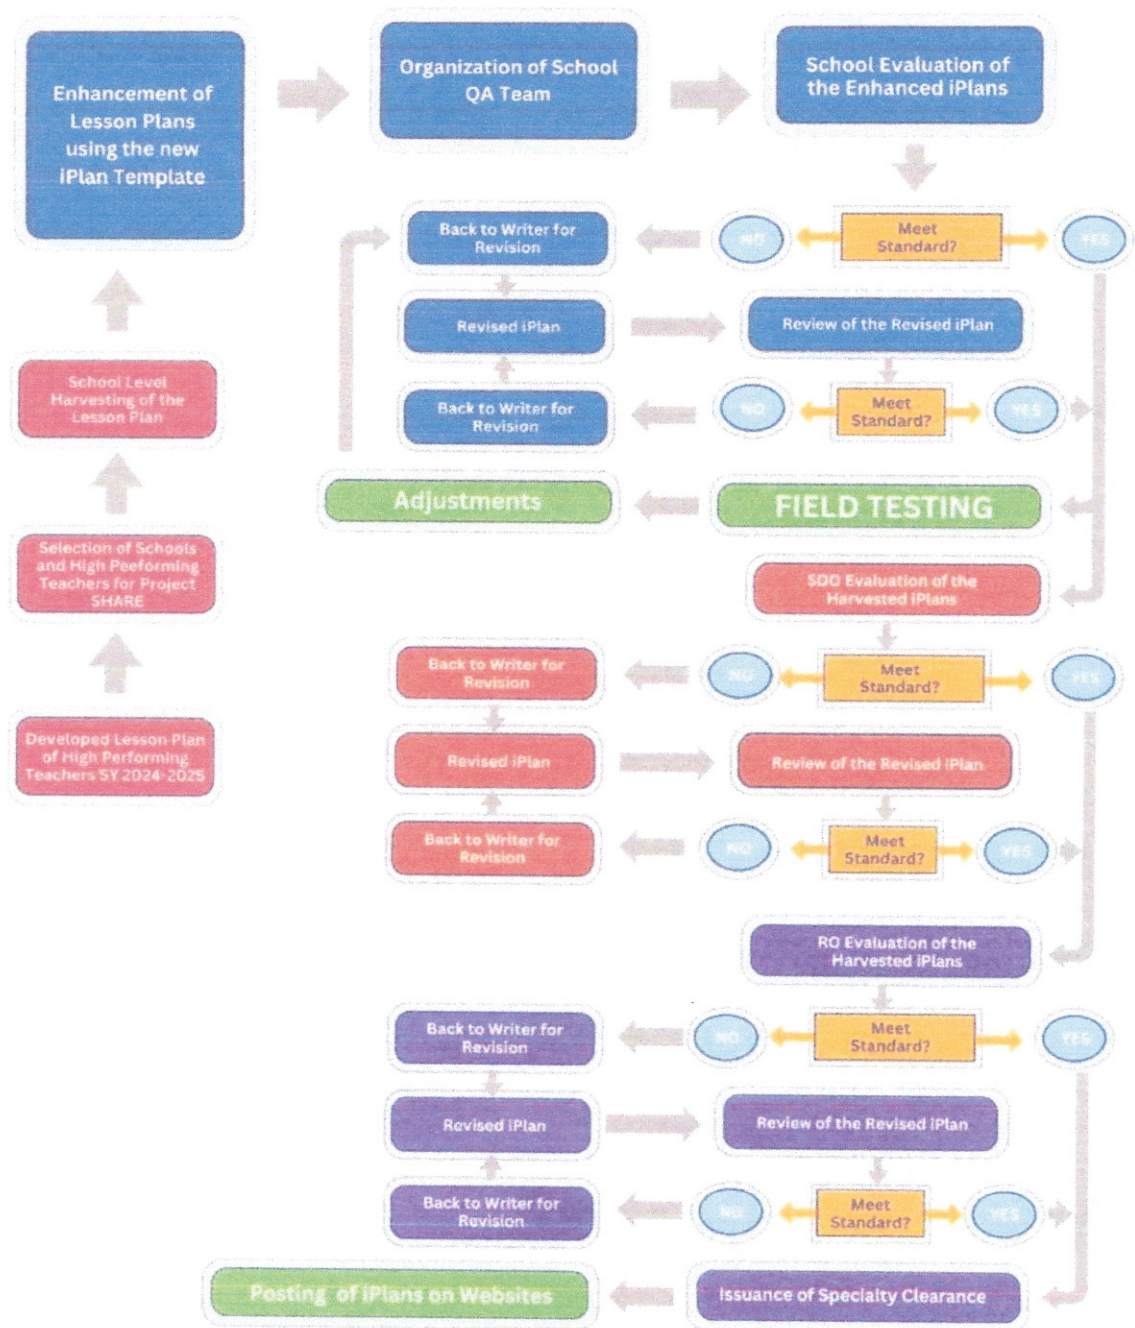 Enhancement of
Lesson Plans
using the new
iPlan Template
Organization of School
QA Team
School Evaluation of
the Enhanced iPlans
Back to Writer for
Revision
NO
Meet
Standard?
YES
Revised iPlan
Review of the Revised iPlan
School Level
Harvesting of the
Lesson Plan
Back to Writer for
Revision
NO
Meet
Standard?
YES
Adjustments
FIELD TESTING
Selection of Schools
and High Peeforming
Teachers for Project
SHARE
SDO Evaluation of the
Harvested iPlans
Back to Writer for
Revision
NO
Meet
Standard?
YES
Developed Lesson Plan
of High Performing
Teachers SY 2024-2025
Revised iPlan
Review of the Revised iPlan
Back to Writer for
Revision
NO
Meet
Standard?
YES
RO Evaluation of the
Harvested iPlans
Back to Writer for
Revision
NO
Meet
Standard?
YES
Revised iPlan
Review of the Revised iPlan
Back to Writer for
Revision
NO
Meet
Standard?
YES
Posting of iPlans on Websites
Issuance of Specialty Clearance